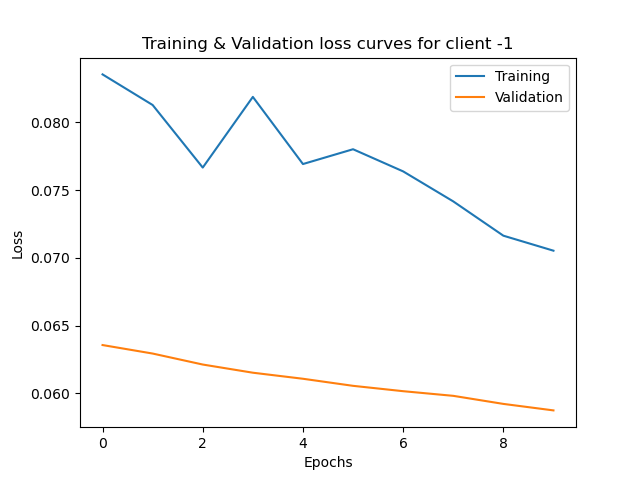 Training & Validation loss curves for client -1
Training
Validation
0.080
0.075
0.070
0.065
0.060
Loss
0
2
4
6
8
Epochs